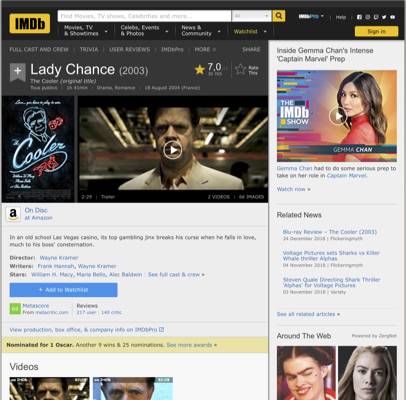 IMDb
Find Movies, TV shows, Celebrities and more...
All
IMDbPro
Help
Movies, TV
& Showtimes
Celebs, Events
& Photos
News &
Community
Watchlist
Sign in
FULL CAST AND CREW | TRIVIA | USER REVIEWS | IMDbPro | MORE
SHARE
Lady Chance (2003)
The Cooler (original title)
Tous publics | 1h 41min | Drama, Romance | 18 August 2004 (France)
7,0
Rate
This
The Cooler
2:29 | Trailer
2 VIDEOS | 66 IMAGES
On Disc
at Amazon
In an old school Las Vegas casino, its top gambling jinx breaks his curse when he falls in love,
much to his boss' consternation.
Director: Wayne Kramer
Writers: Frank Hannah, Wayne Kramer
Stars: William H. Macy, Maria Bello, Alec Baldwin | See full cast & crew »
+ Add to Watchlist
Metascore
From metacritic.com
Reviews
217 user | 140 critic
View production, box office, & company info on IMDbPro
Nominated for 1 Oscar. Another 9 wins & 25 nominations. See more awards »
Videos
Inside Gemma Chan's Intense
'Captain Marvel' Prep
THE
IMDb
SHOW
GEMMA CHAN
Gemma Chan had to do some serious prep
to take on her role in Captain Marvel.
Watch now »
Related News
Blu-ray Review – The Cooler (2003)
24 December 2018 | Flickeringmyth
Voltage Pictures sets Sharks vs Killer
Whale thriller Alphas
04 November 2018 | Flickeringmyth
Steven Quale Directing Shark Thriller
'Alphas' for Voltage Pictures
03 November 2018 | Variety
See all related articles »
Around The Web
Powered by ZergNet